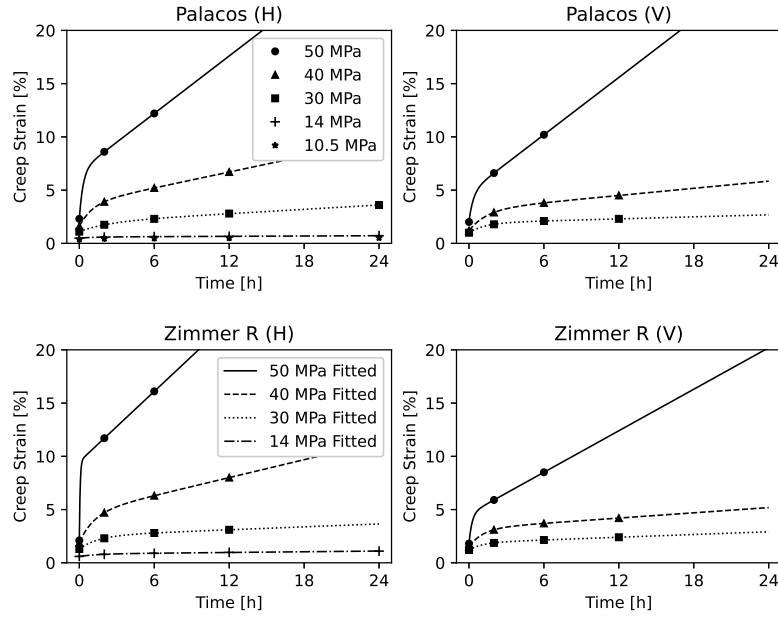 Palacos (H)
Creep Strain [%]
20
15
10
5
0
0
6
12
18
24
Time [h]
50 MPa
40 MPa
30 MPa
14 MPa
10.5 MPa
Palacos (V)
Creep Strain [%]
20
15
10
5
0
0
6
12
18
24
Time [h]
Zimmer R (H)
Creep Strain [%]
20
15
10
5
0
0
6
12
18
24
Time [h]
50 MPa Fitted
40 MPa Fitted
30 MPa Fitted
14 MPa Fitted
Zimmer R (V)
Creep Strain [%]
20
15
10
5
0
0
6
12
18
24
Time [h]